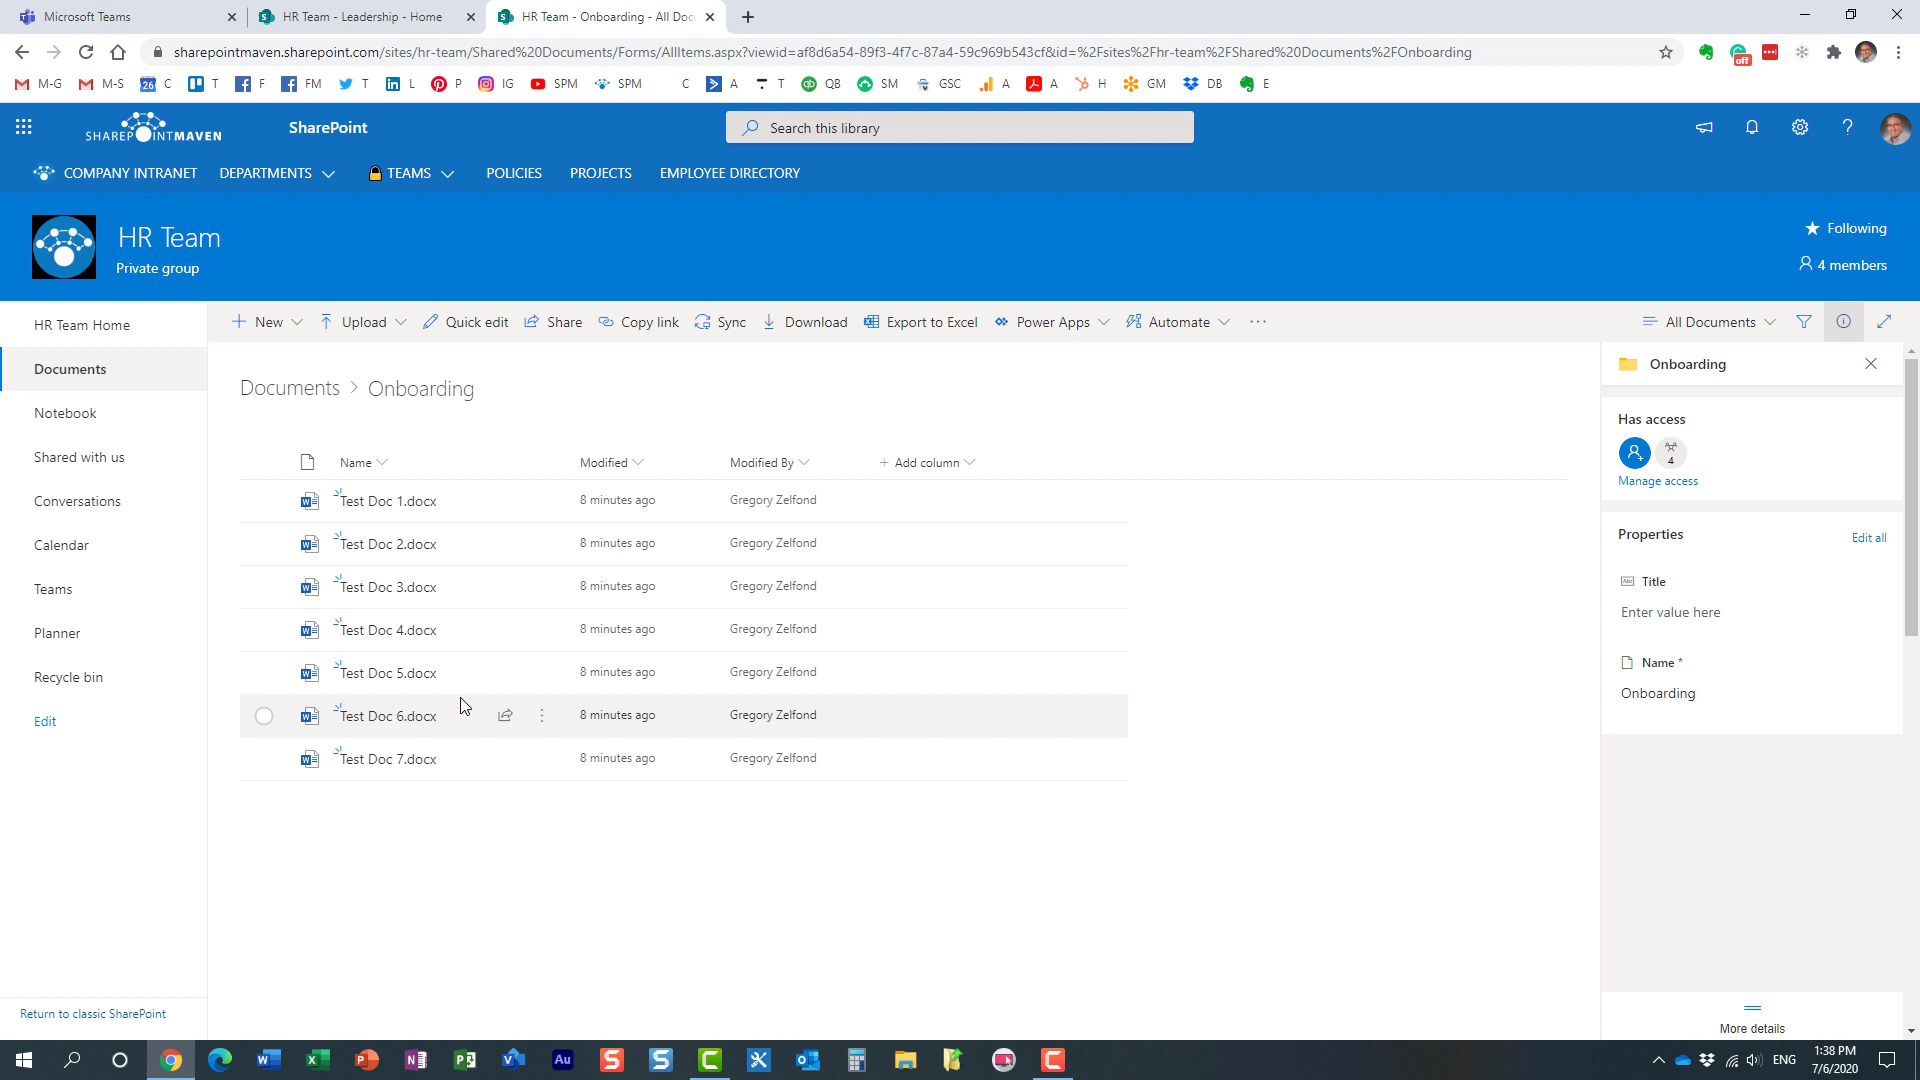 Microsoft Teams
HR Team - Leadership - Home
HR Team - Onboarding - All Doc
sharepointmaven.sharepoint.com/sites/hr-team/Shared%20Documents/Forms/AllItems.aspx?viewid=af8d6a54-89f3-4f7c-87a4-59c969b543cf&id=%2Fsites%2Fhr-team%2FShared%20Documents%2FOnboarding
off
M-G M-S 26 C T F FM T L P IG SPM SPM C A T QB SM GSC A A H GM DB E
SHAREPOINTMAVEN SharePoint Search this library
COMPANY INTRANET DEPARTMENTS TEAMS POLICIES PROJECTS EMPLOYEE DIRECTORY
HR Team
Private group
Following
4 members
HR Team Home
Documents
Notebook
Shared with us
Conversations
Calendar
Teams
Planner
Recycle bin
Edit
Return to classic SharePoint
New Upload Quick edit Share Copy link Sync Download Export to Excel Power Apps Automate ... All Documents
Documents > Onboarding
Name Modified Modified By + Add column
Test Doc 1.docx 8 minutes ago Gregory Zelfond
Test Doc 2.docx 8 minutes ago Gregory Zelfond
Test Doc 3.docx 8 minutes ago Gregory Zelfond
Test Doc 4.docx 8 minutes ago Gregory Zelfond
Test Doc 5.docx 8 minutes ago Gregory Zelfond
Test Doc 6.docx 8 minutes ago Gregory Zelfond
Test Doc 7.docx 8 minutes ago Gregory Zelfond
Onboarding
Has access
4
Manage access
Properties Edit all
Abc Title
Enter value here
Name *
Onboarding
More details
Au
ENG
1:38 PM
7/6/2020